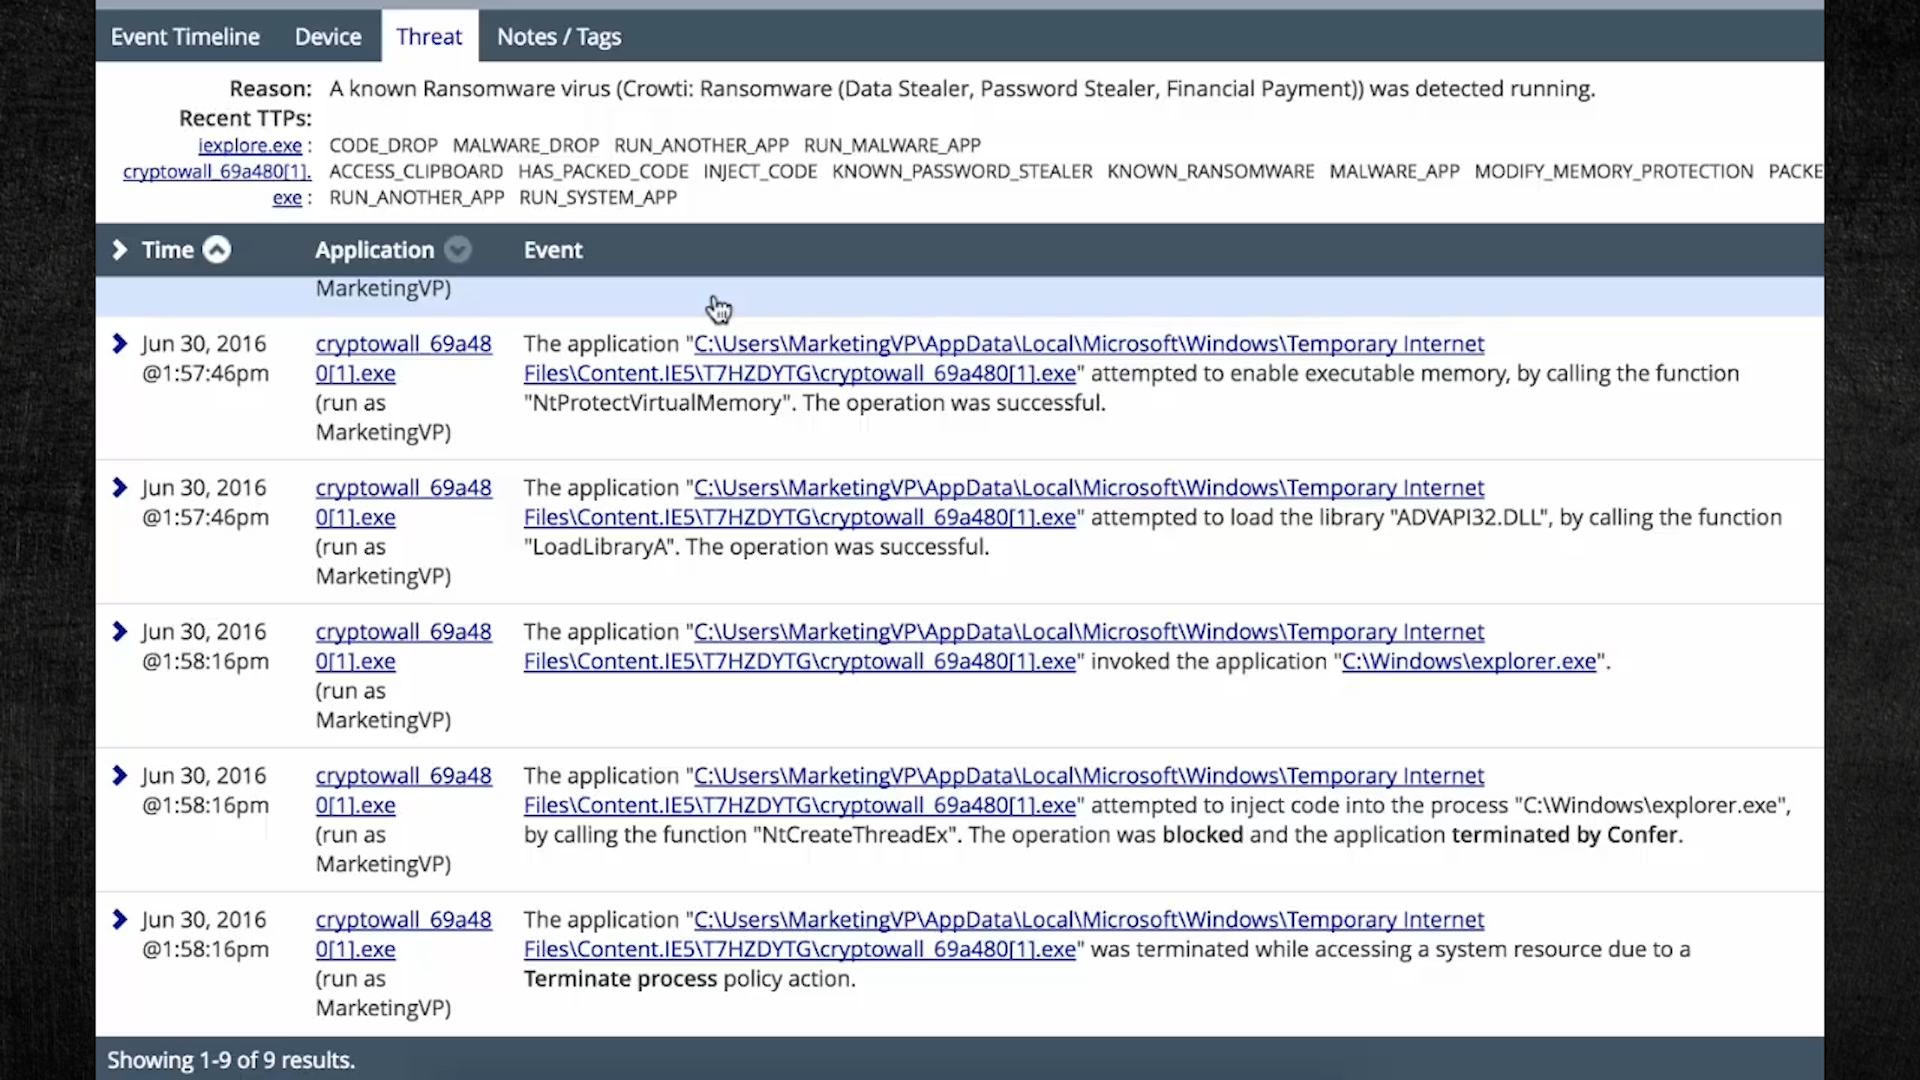 Event Timeline Device Threat Notes / Tags
Reason: A known Ransomware virus (Crowti: Ransomware (Data Stealer, Password Stealer, Financial Payment)) was detected running.
Recent TTPs:
iexplore.exe : CODE_DROP MALWARE_DROP RUN_ANOTHER_APP RUN_MALWARE_APP
cryptowall_69a480[1]. ACCESS_CLIPBOARD HAS_PACKED_CODE INJECT_CODE KNOWN_PASSWORD_STEALER KNOWN_RANSOMWARE MALWARE_APP MODIFY_MEMORY_PROTECTION PACKE
exe : RUN_ANOTHER_APP RUN_SYSTEM_APP
Time Application Event
MarketingVP)
Jun 30, 2016 cryptowall_69a48 The application "C:\Users\MarketingVP\AppData\Local\Microsoft\Windows\Temporary Internet
@1:57:46pm 0[1].exe Files\Content.IE5\T7HZDYTG\cryptowall_69a480[1].exe" attempted to enable executable memory, by calling the function
(run as "NtProtectVirtualMemory". The operation was successful.
MarketingVP)
Jun 30, 2016 cryptowall_69a48 The application "C:\Users\MarketingVP\AppData\Local\Microsoft\Windows\Temporary Internet
@1:57:46pm 0[1].exe Files\Content.IE5\T7HZDYTG\cryptowall_69a480[1].exe" attempted to load the library "ADVAPI32.DLL", by calling the function
(run as "LoadLibraryA". The operation was successful.
MarketingVP)
Jun 30, 2016 cryptowall_69a48 The application "C:\Users\MarketingVP\AppData\Local\Microsoft\Windows\Temporary Internet
@1:58:16pm 0[1].exe Files\Content.IE5\T7HZDYTG\cryptowall_69a480[1].exe" invoked the application "C:\Windows\explorer.exe".
(run as
MarketingVP)
Jun 30, 2016 cryptowall_69a48 The application "C:\Users\MarketingVP\AppData\Local\Microsoft\Windows\Temporary Internet
@1:58:16pm 0[1].exe Files\Content.IE5\T7HZDYTG\cryptowall_69a480[1].exe" attempted to inject code into the process "C:\Windows\explorer.exe",
(run as by calling the function "NtCreateThreadEx". The operation was blocked and the application terminated by Confer.
MarketingVP)
Jun 30, 2016 cryptowall_69a48 The application "C:\Users\MarketingVP\AppData\Local\Microsoft\Windows\Temporary Internet
@1:58:16pm 0[1].exe Files\Content.IE5\T7HZDYTG\cryptowall_69a480[1].exe" was terminated while accessing a system resource due to a
(run as Terminate process policy action.
MarketingVP)
Showing 1-9 of 9 results.